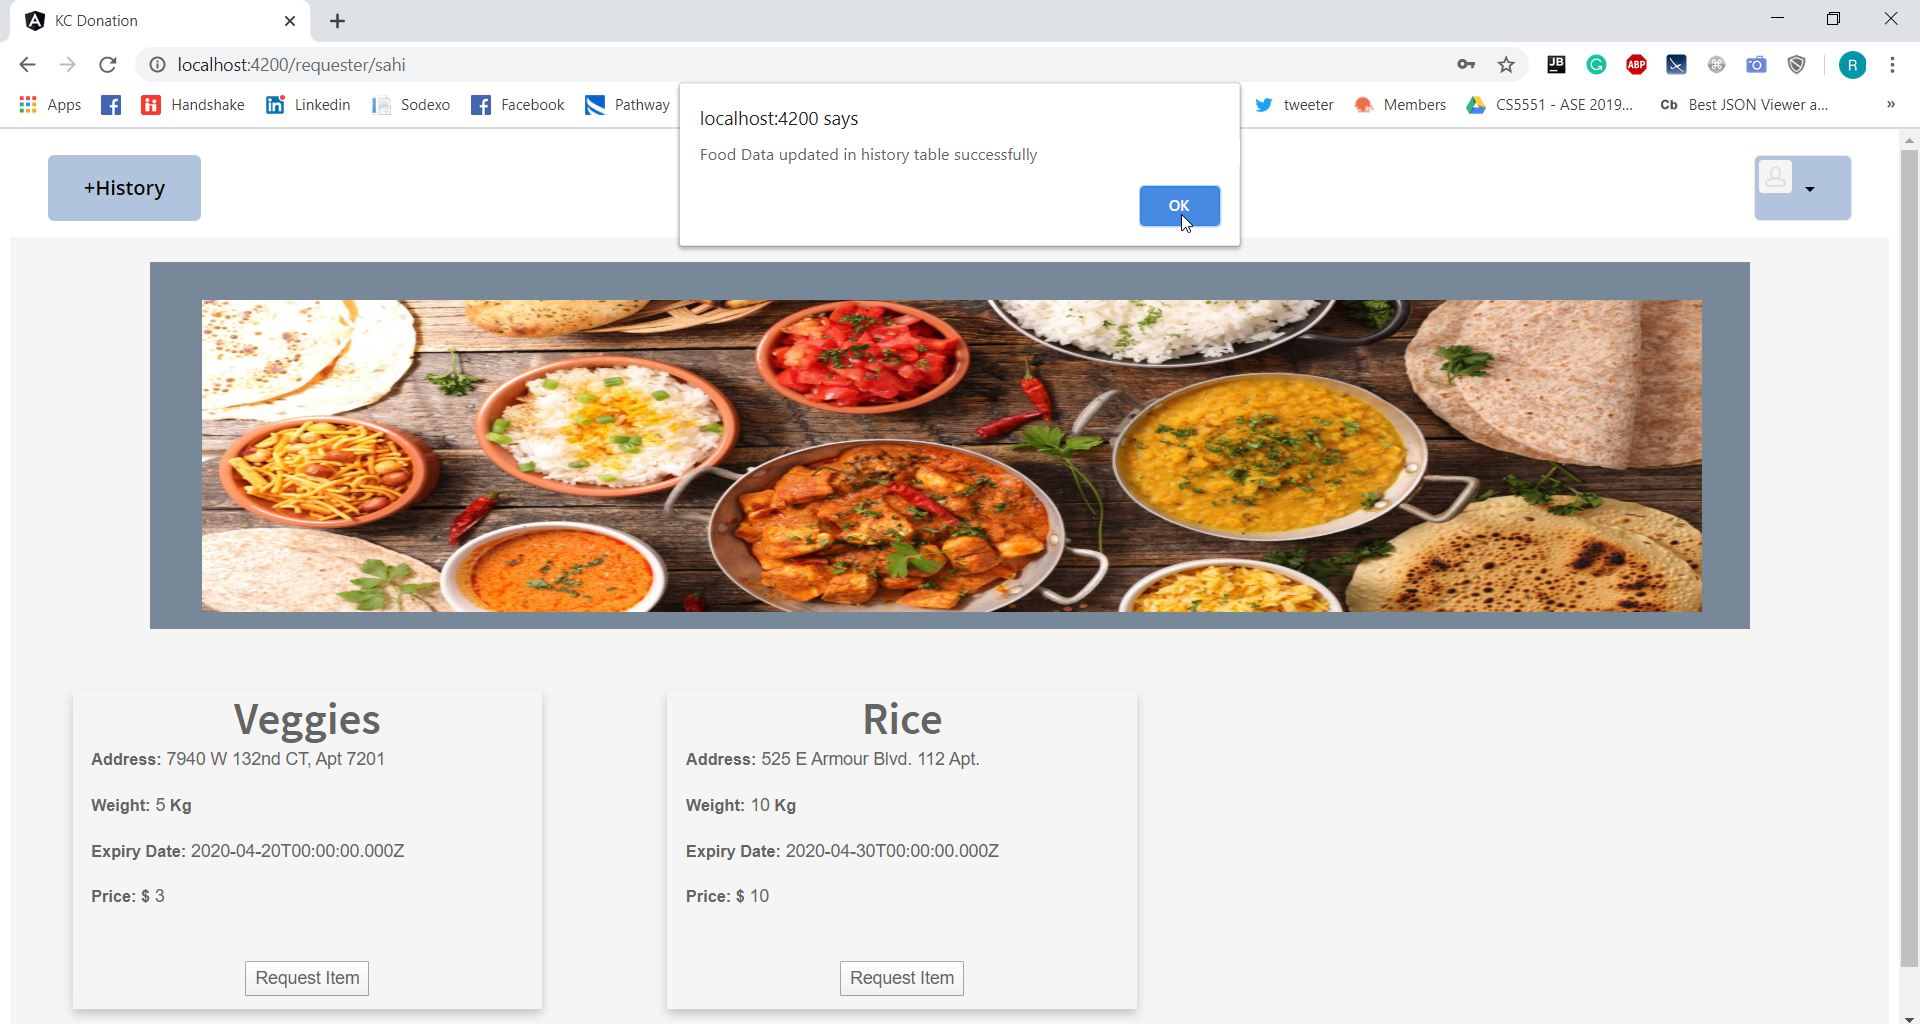 KC Donation
localhost:4200/requester/sahi
JB
G
ABP
R
Apps
Handshake
Linkedin
Sodexo
Facebook
Pathway
tweeter
Members
CS5551 - ASE 2019...
Cb Best JSON Viewer a...
»
localhost:4200 says
Food Data updated in history table successfully
OK
+History
Veggies
Address: 7940 W 132nd CT, Apt 7201
Weight: 5 Kg
Expiry Date: 2020-04-20T00:00:00.000Z
Price: $ 3
Request Item
Rice
Address: 525 E Armour Blvd. 112 Apt.
Weight: 10 Kg
Expiry Date: 2020-04-30T00:00:00.000Z
Price: $ 10
Request Item